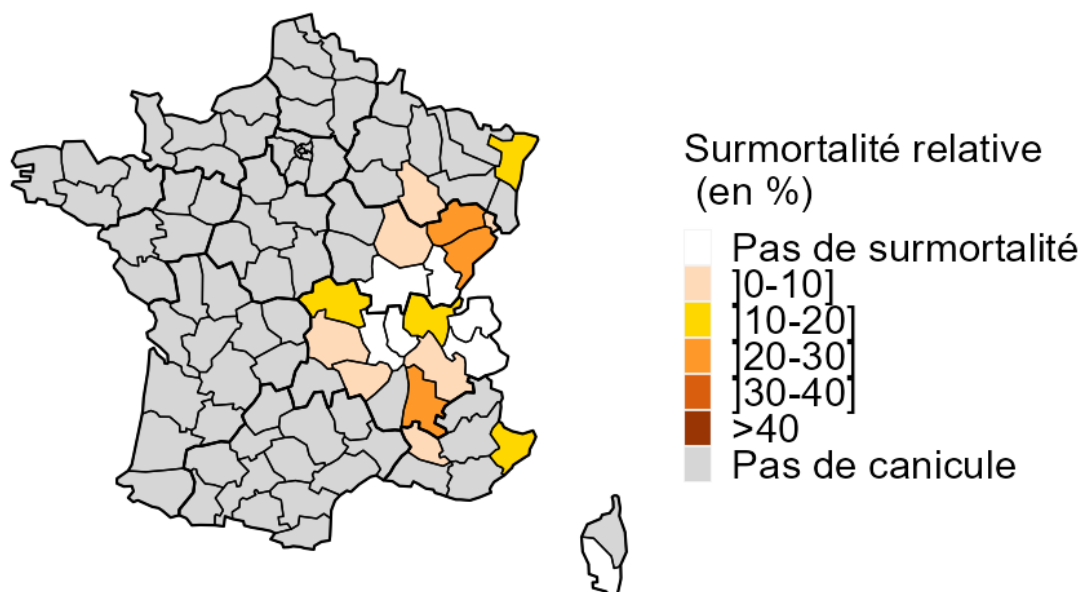 Surmortalité relative
(en %)
Pas de surmortalité
]0-10]
]10-20]
]20-30]
]30-40]
>40
Pas de canicule